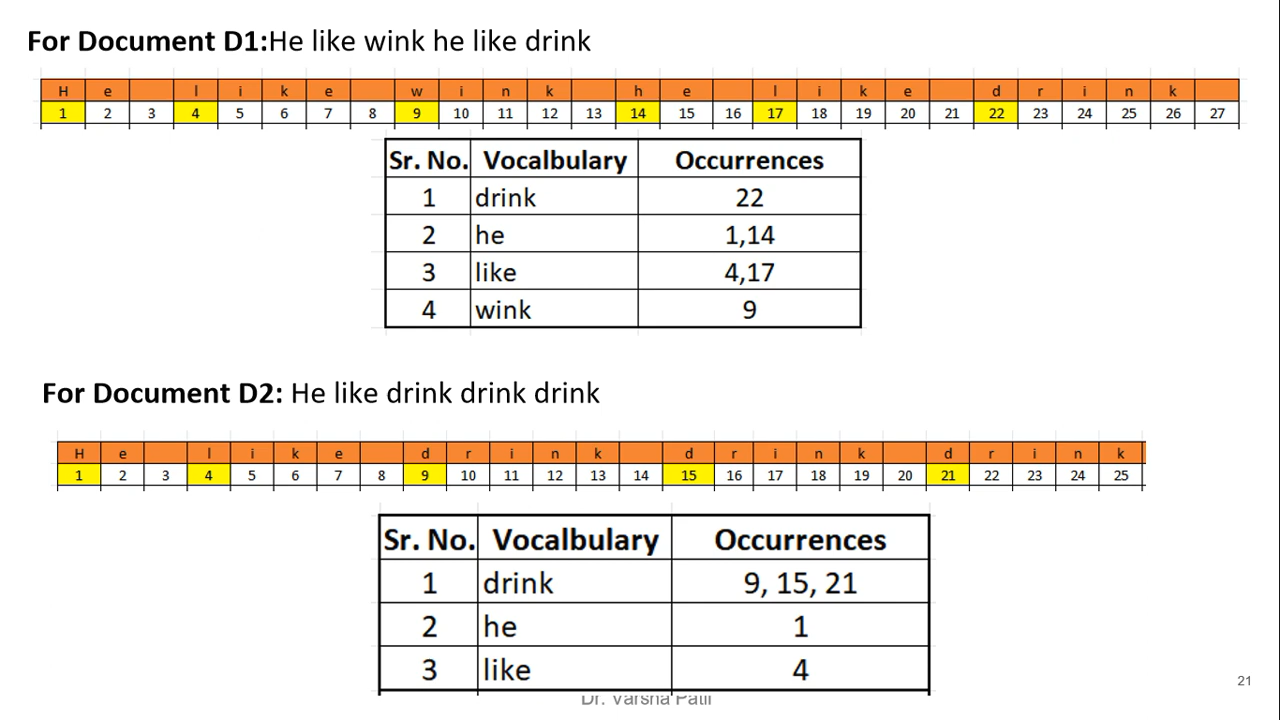 For Document D1:He like wink he like drink
H e l i k e w i n k h e l i k e d r i n k
1 2 3 4 5 6 7 8 9 10 11 12 13 14 15 16 17 18 19 20 21 22 23 24 25 26 27
Sr. No. Vocalbulary Occurrences
1 drink 22
2 he 1,14
3 like 4,17
4 wink 9
For Document D2: He like drink drink drink
H e l i k e d r i n k d r i n k d r i n k
1 2 3 4 5 6 7 8 9 10 11 12 13 14 15 16 17 18 19 20 21 22 23 24 25
Sr. No. Vocalbulary Occurrences
1 drink 9, 15, 21
2 he 1
3 like 4
Dr. Varsha Patil
21